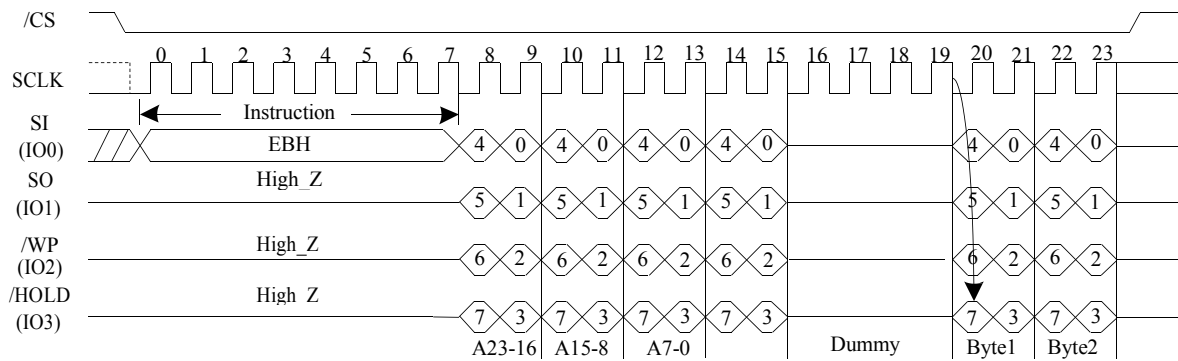 /CS
0 1 2 3 4 5 6 7 8 9 10 11 12 13 14 15 16 17 18 19 20 21 22 23
SCLK
Instruction
SI
(IO0)
EBH
4 0 4 0 4 0 4 0 4 0 4 0
SO
(IO1)
High_Z
5 1 5 1 5 1 5 1 5 1 5 1
/WP
(IO2)
High_Z
6 2 6 2 6 2 6 2 6 2 6 2
/HOLD
(IO3)
High_Z
7 3 7 3 7 3 7 3 7 3 7 3
A23-16 A15-8 A7-0 Dummy Byte1 Byte2